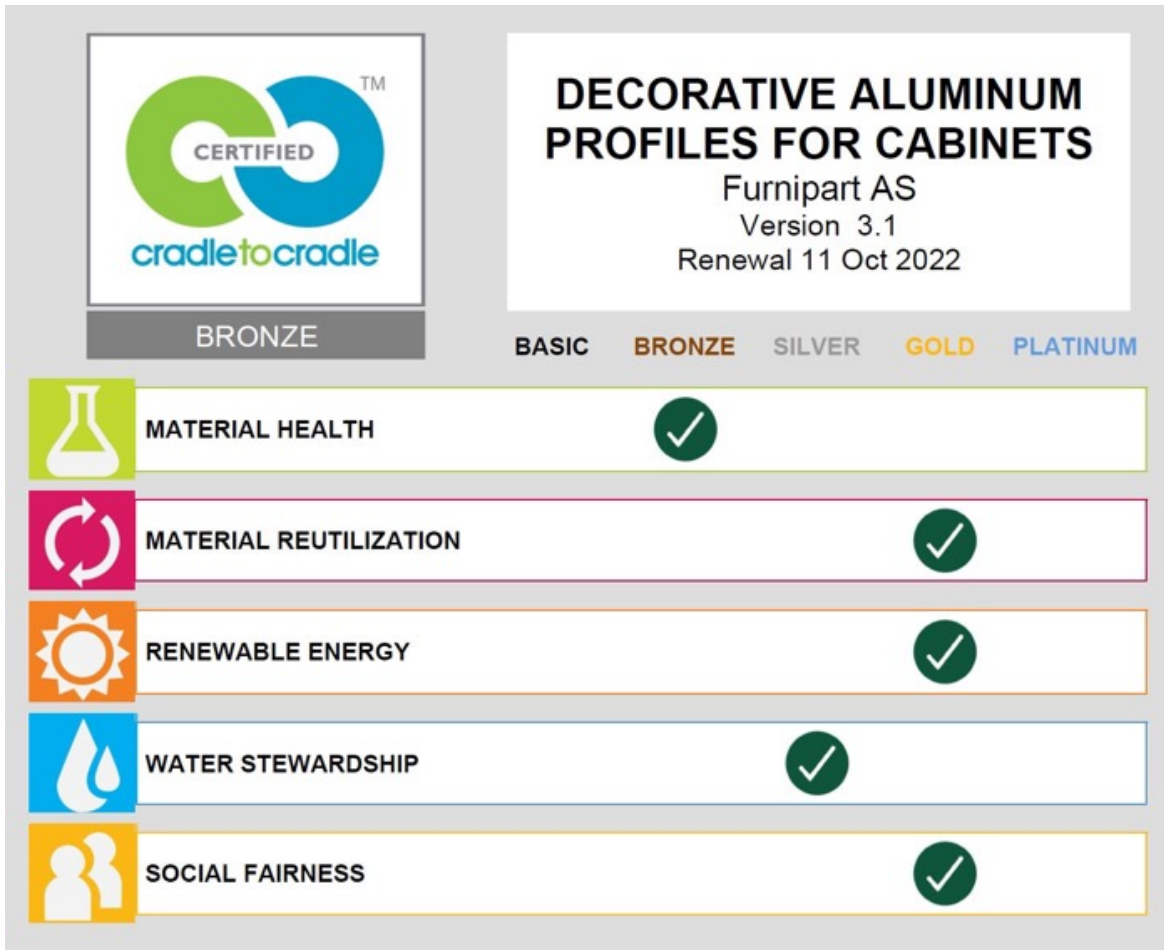 TM
CERTIFIED
cradletocradle
BRONZE
DECORATIVE ALUMINUM
PROFILES FOR CABINETS
Furnipart AS
Version 3.1
Renewal 11 Oct 2022
BASIC BRONZE SILVER GOLD PLATINUM
MATERIAL HEALTH
MATERIAL REUTILIZATION
RENEWABLE ENERGY
WATER STEWARDSHIP
SOCIAL FAIRNESS